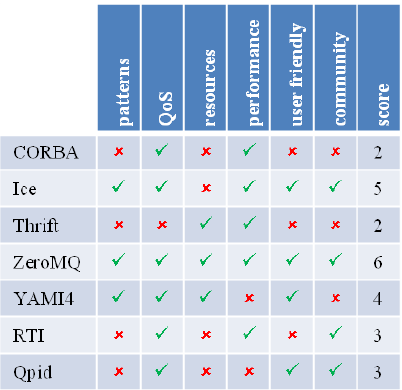 patterns QoS resources performance user friendly community score
CORBA ✗ ✓ ✗ ✓ ✗ ✗ 2
Ice ✓ ✓ ✗ ✓ ✓ ✓ 5
Thrift ✗ ✗ ✓ ✓ ✗ ✗ 2
ZeroMQ ✓ ✓ ✓ ✓ ✓ ✓ 6
YAMI4 ✓ ✓ ✓ ✗ ✓ ✗ 4
RTI ✗ ✓ ✗ ✓ ✗ ✓ 3
Qpid ✗ ✓ ✗ ✗ ✓ ✓ 3